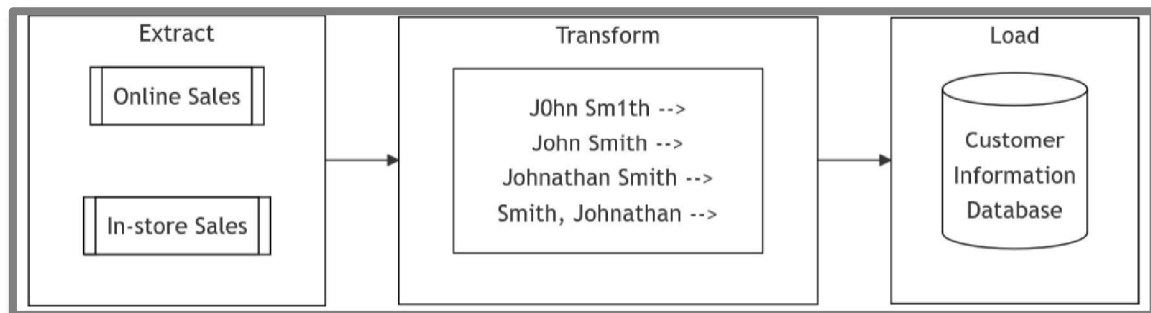 Extract
Online Sales
In-store Sales
Transform
J0hn Sm1th -->
John Smith -->
Johnathan Smith -->
Smith, Johnathan -->
Load
Customer
Information
Database